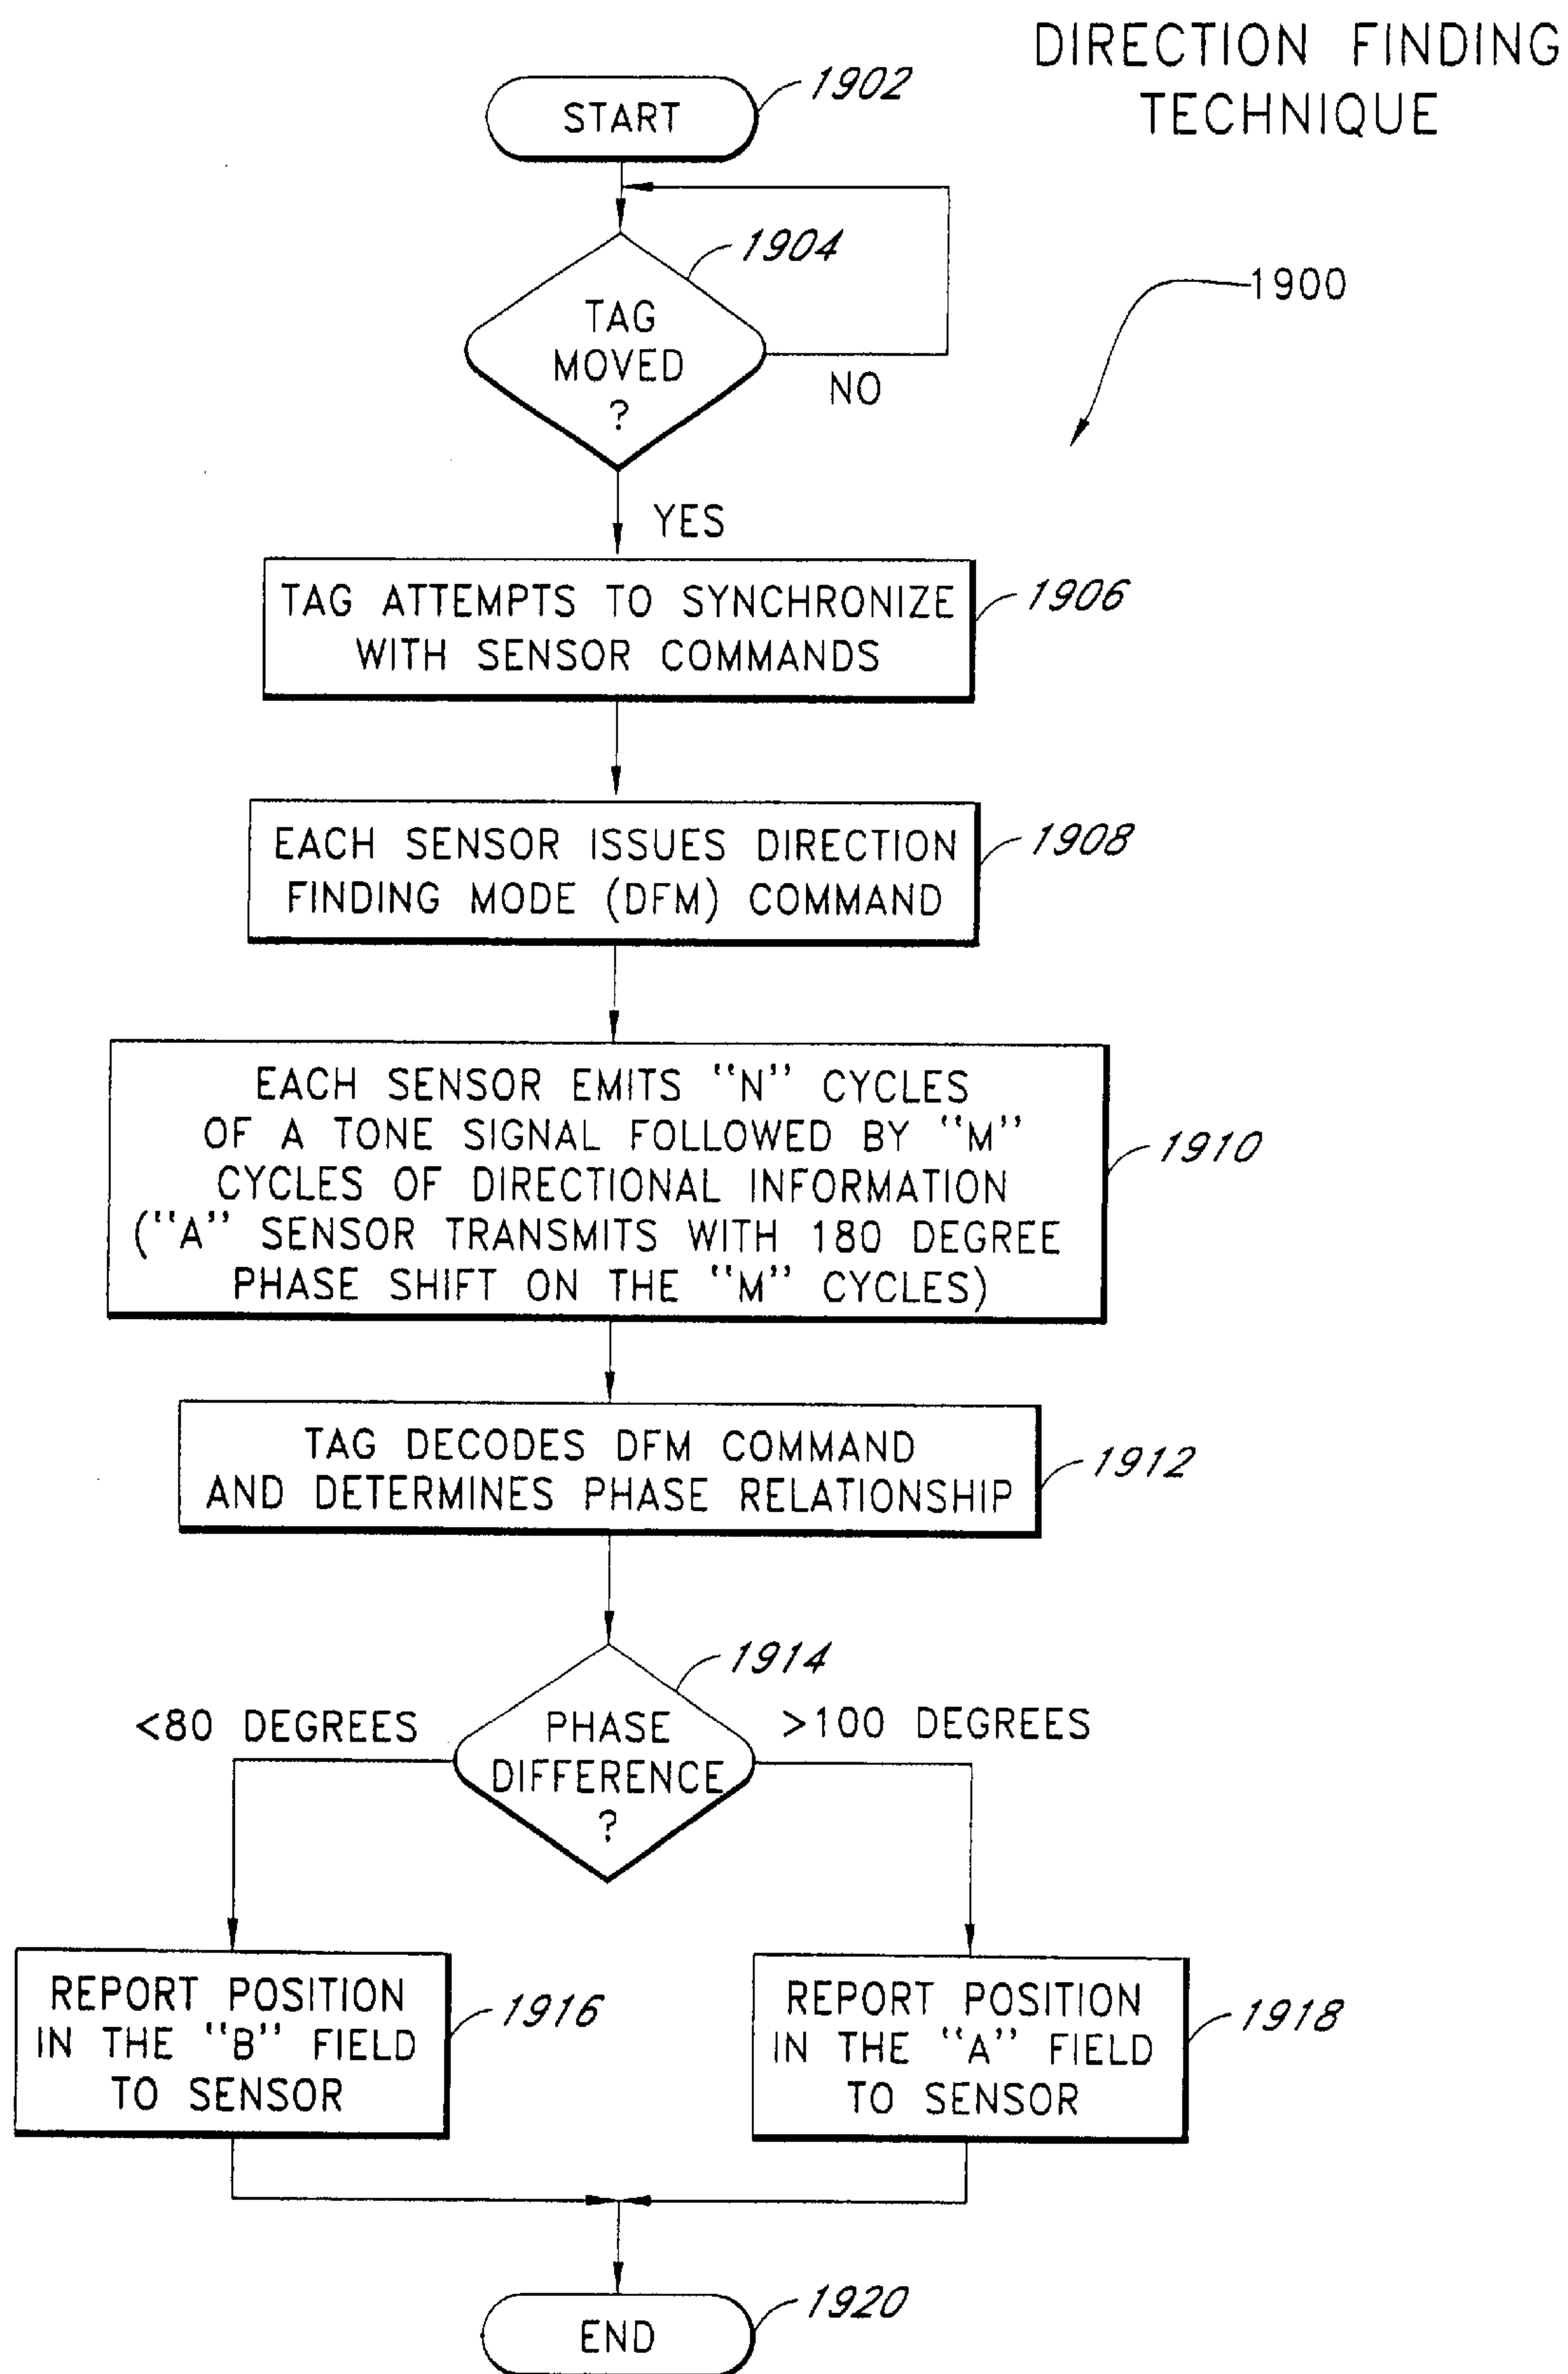 DIRECTION FINDING
TECHNIQUE
START
1902
1904
TAG
MOVED
?
NO
1900
YES
TAG ATTEMPTS TO SYNCHRONIZE
WITH SENSOR COMMANDS
1906
EACH SENSOR ISSUES DIRECTION
FINDING MODE (DFM) COMMAND
1908
EACH SENSOR EMITS "N" CYCLES
OF A TONE SIGNAL FOLLOWED BY "M"
CYCLES OF DIRECTIONAL INFORMATION
("A" SENSOR TRANSMITS WITH 180 DEGREE
PHASE SHIFT ON THE "M" CYCLES)
1910
TAG DECODES DFM COMMAND
AND DETERMINES PHASE RELATIONSHIP
1912
1914
<80 DEGREES
PHASE
DIFFERENCE
?
>100 DEGREES
REPORT POSITION
IN THE "B" FIELD
TO SENSOR
1916
REPORT POSITION
IN THE "A" FIELD
TO SENSOR
1918
END
1920